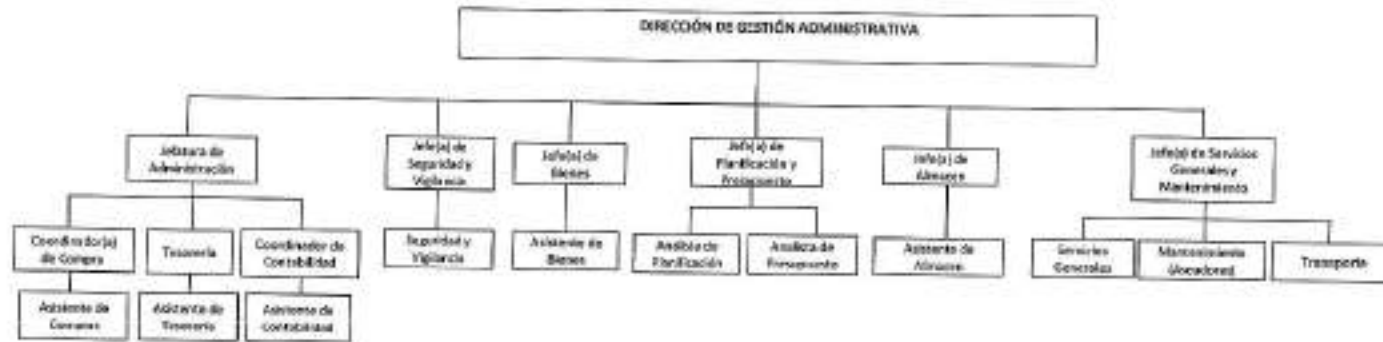 DIRECCIÓN DE GESTIÓN ADMINISTRATIVA
Jefatura de
Administración
Jefe(a) de
Seguridad y
Vigilancia
Jefe(a) de
Bienes
Jefe(a) de
Planificación y
Presupuesto
Jefe(a) de
Almacen
Jefe(a) de Servicios
Generales y
Mantenimiento
Coordinador(a)
de Compra
Tesorería
Coordinador de
Contabilidad
Seguridad y
Vigilancia
Asistente de
Bienes
Analista de
Planificación
Analista de
Presupuesto
Asistente de
Almacen
Servicios
Generales
Mantenimiento
(Aseadores)
Transporte
Asistente de
Compras
Asistente de
Tesorería
Asistente de
Contabilidad